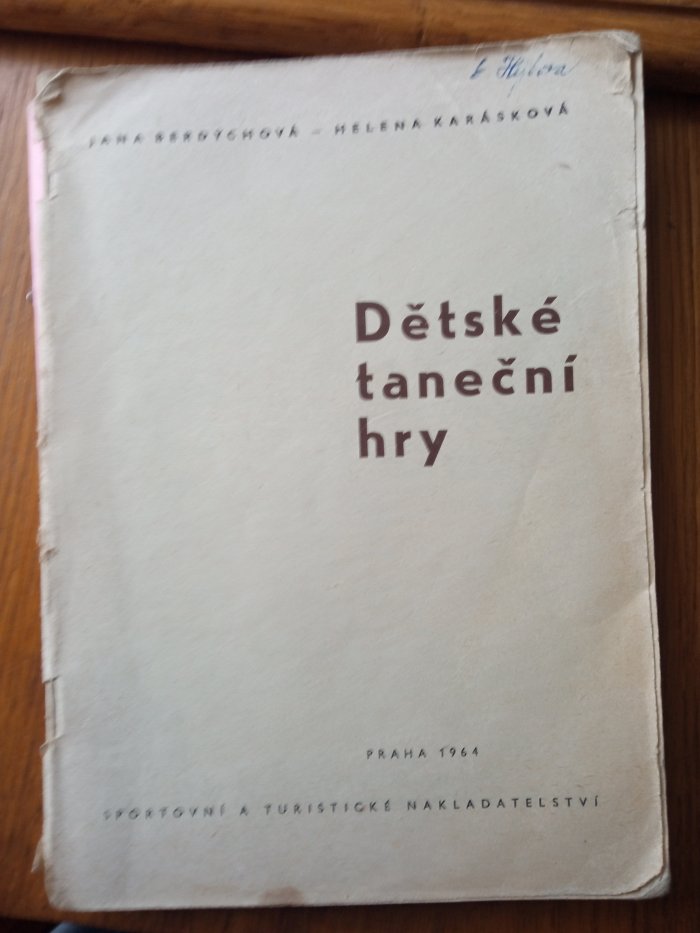 JANA BERDYCHOVÁ – HELENA KARÁSKOVÁ
Dětské
taneční
hry
PRAHA 1964
SPORTOVNÍ A TURISTICKÉ NAKLADATELSTVÍ